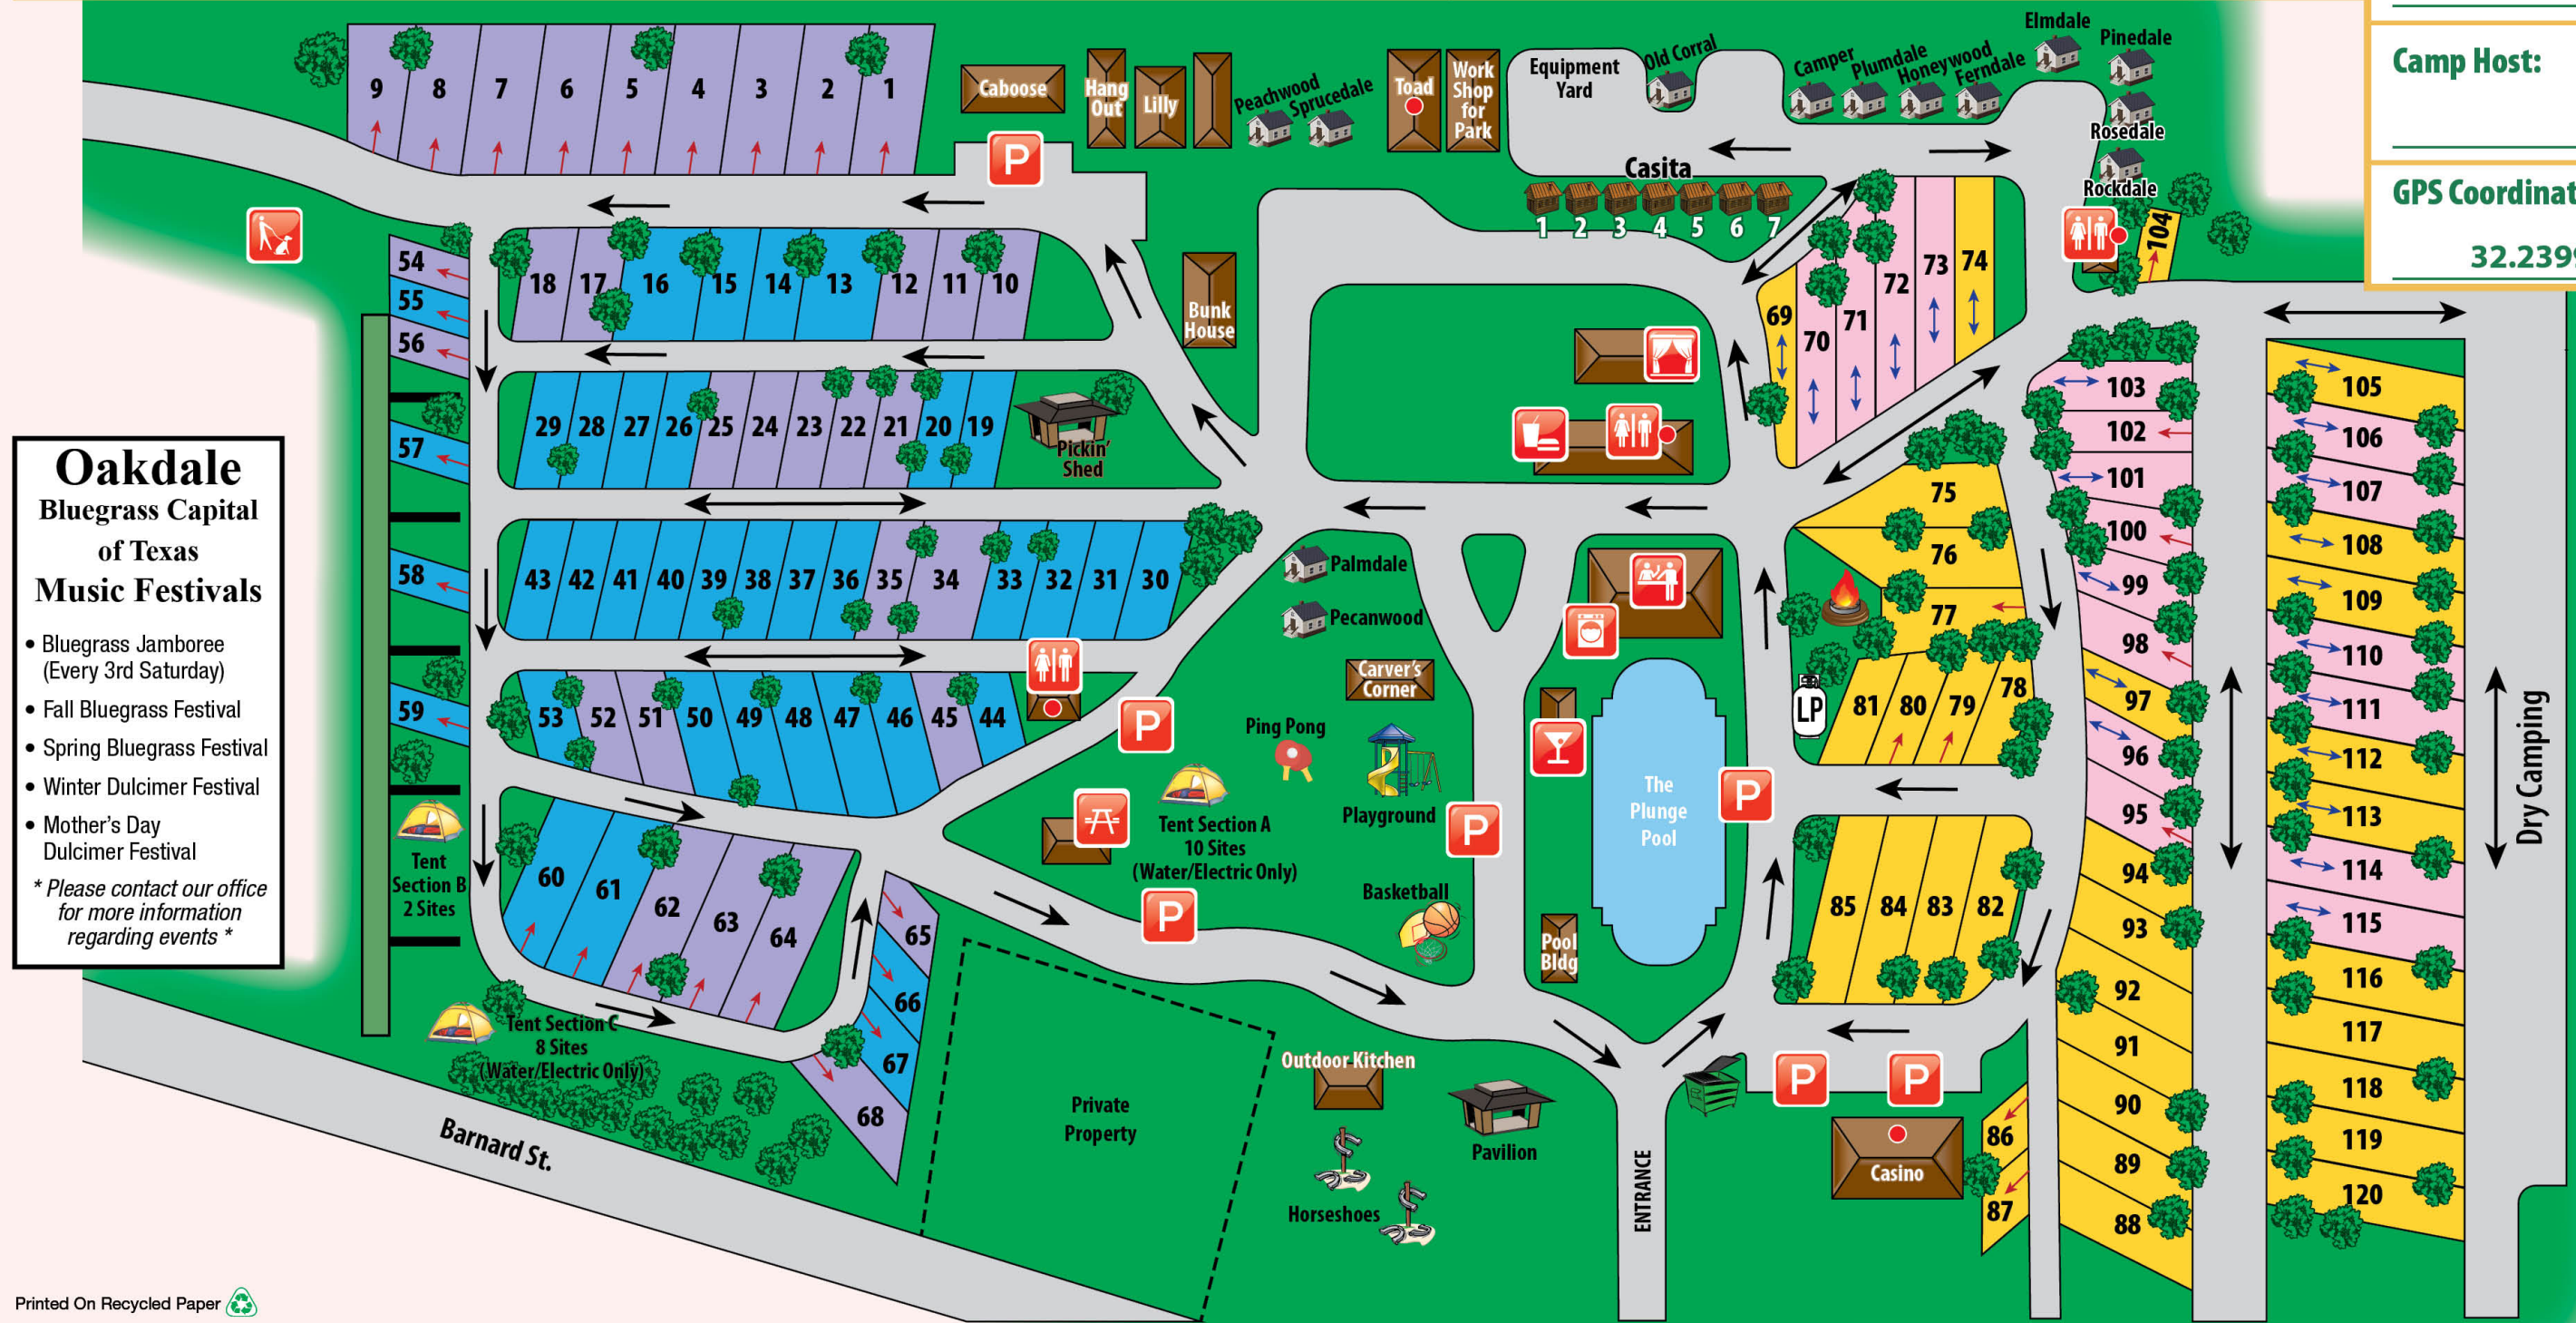 Elmdale
Pinedale
Old Corral
Camper
Plumdale
Honeywood
Ferndale
Camp Host:
9
8
7
6
5
4
3
2
1
Caboose
Hang
Out
Lilly
Peachwood
Sprucedale
Toad
Work
Shop
for
Park
Equipment
Yard
Rosedale
Rockdale
P
Casita
1
2
3
4
5
6
7
GPS Coordinat
32.2399
104
54
55
56
18
17
16
15
14
13
12
11
10
Bunk
House
69
70
71
72
73
74
29
28
27
26
25
24
23
22
21
20
19
Pickin'
Shed
103
102
101
100
99
98
97
96
95
94
93
92
91
90
89
88
105
106
107
108
109
110
111
112
113
114
115
116
117
118
119
120
Dry Camping
57
58
59
Oakdale
Bluegrass Capital
of Texas
Music Festivals
• Bluegrass Jamboree
(Every 3rd Saturday)
• Fall Bluegrass Festival
• Spring Bluegrass Festival
• Winter Dulcimer Festival
• Mother's Day
Dulcimer Festival
* Please contact our office
for more information
regarding events *
43
42
41
40
39
38
37
36
35
34
33
32
31
30
Palmdale
Pecanwood
Carver's
Corner
75
76
77
78
79
80
81
LP
53
52
51
50
49
48
47
46
45
44
P
Ping Pong
Playground
Tent Section A
10 Sites
(Water/Electric Only)
P
P
Basketball
The
Plunge
Pool
P
Pool
Bldg
85
84
83
82
Tent
Section B
2 Sites
60
61
62
63
64
65
66
67
68
Tent Section C
8 Sites
(Water/Electric Only)
Barnard St.
Private
Property
Outdoor Kitchen
Pavilion
Horseshoes
ENTRANCE
P
P
Casino
86
87
Printed On Recycled Paper